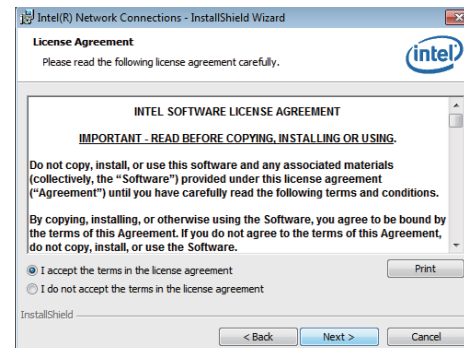 Intel(R) Network Connections - InstallShield Wizard
License Agreement
Please read the following license agreement carefully.
intel
INTEL SOFTWARE LICENSE AGREEMENT
IMPORTANT - READ BEFORE COPYING, INSTALLING OR USING.
Do not copy, install, or use this software and any associated materials
(collectively, the “Software”) provided under this license agreement
(“Agreement”) until you have carefully read the following terms and conditions.
By copying, installing, or otherwise using the Software, you agree to be bound by
the terms of this Agreement. If you do not agree to the terms of this Agreement,
do not copy, install, or use the Software.
I accept the terms in the license agreement
Print
I do not accept the terms in the license agreement
InstallShield
< Back Next > Cancel